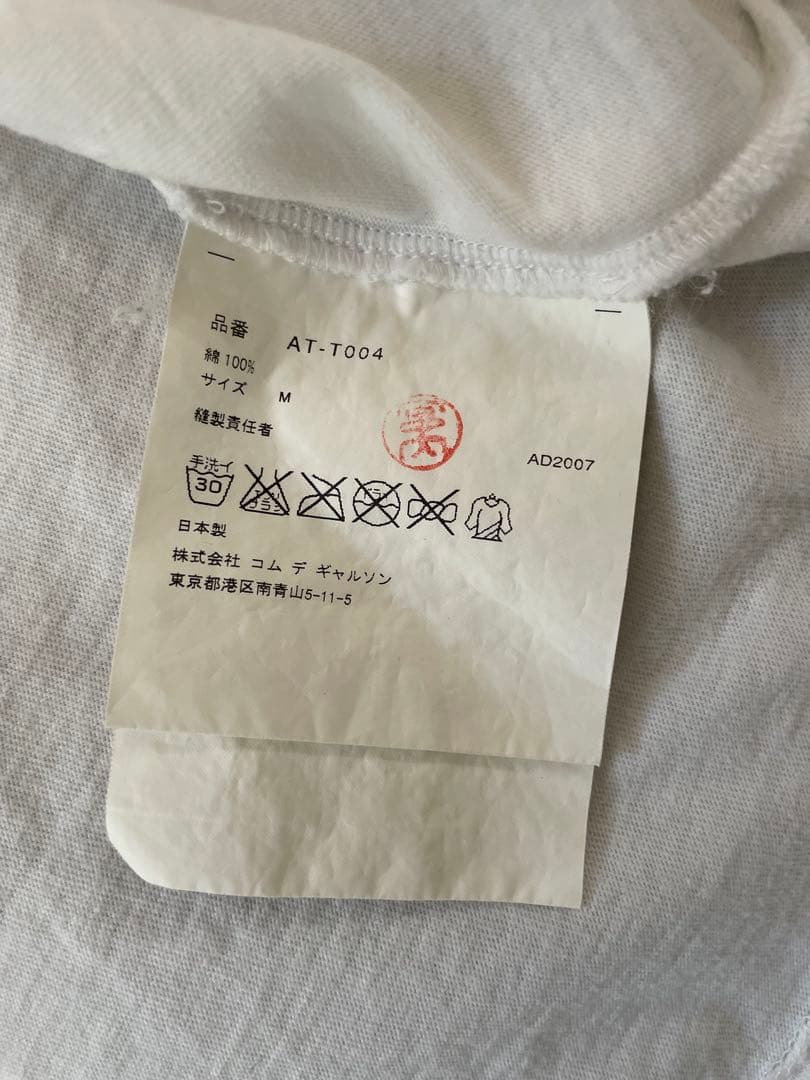 品番 AT-T004
綿 100%
サイズ M
縫製責任者
AD2007
手洗イ
30
日本製
株式会社 コム デ ギャルソン
東京都港区南青山5-11-5